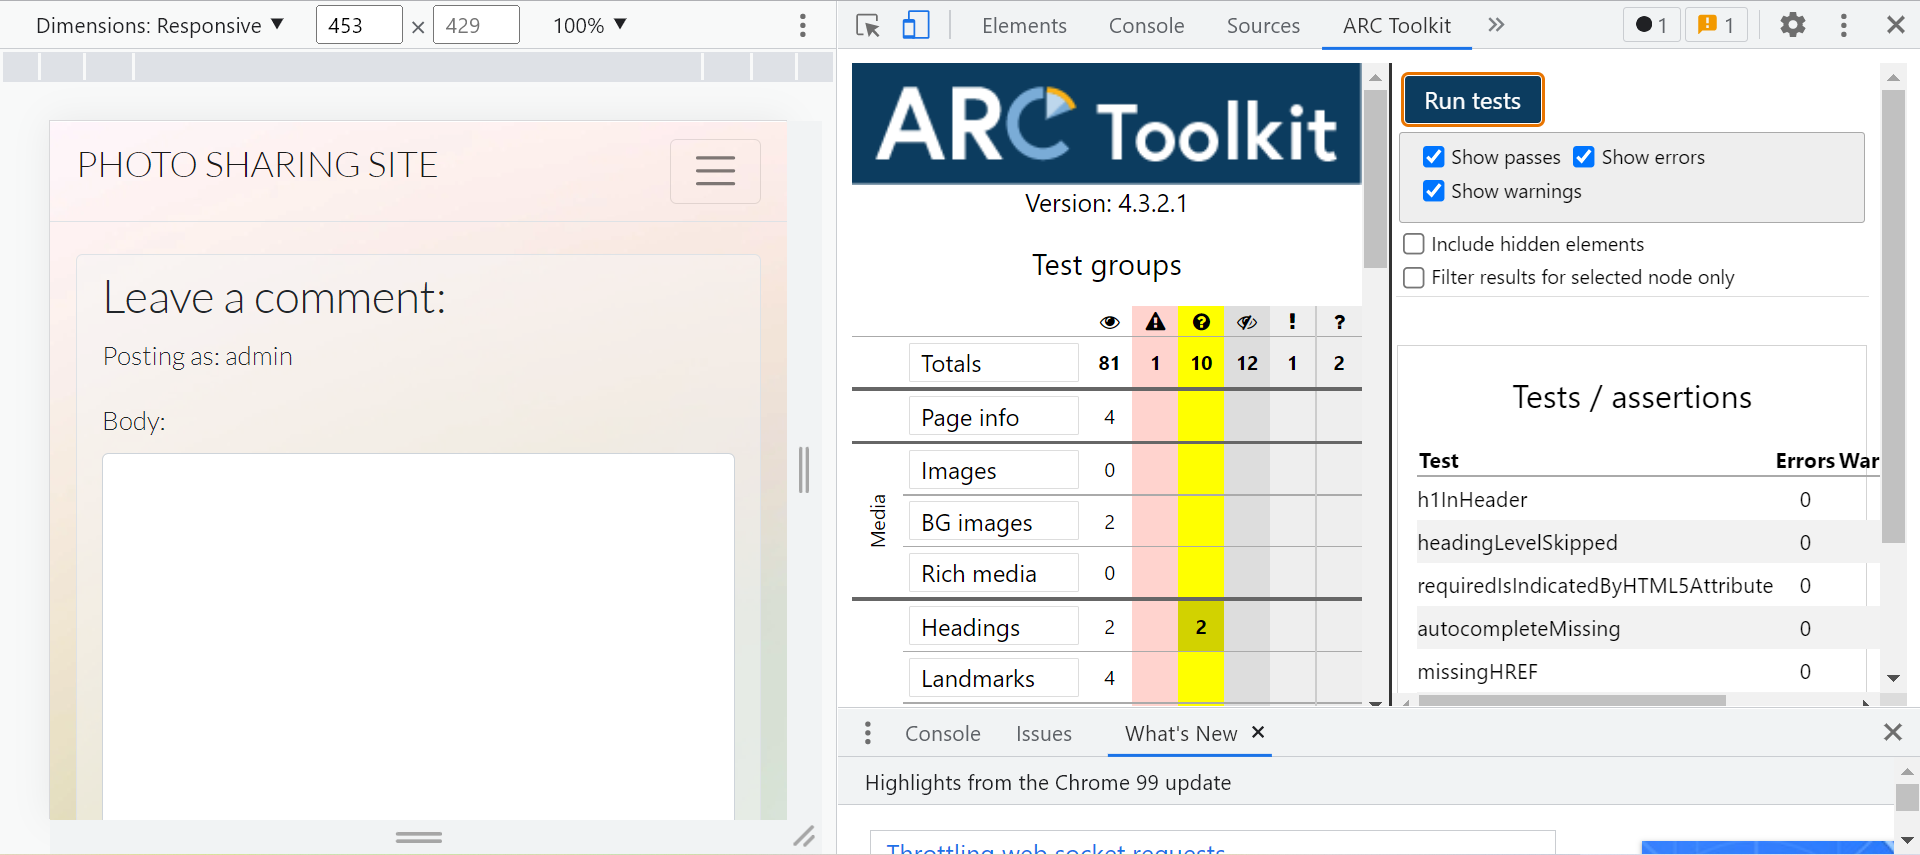 Dimensions: Responsive ▼ 453 × 429 100% ▼
Elements Console Sources ARC Toolkit » 1 1
PHOTO SHARING SITE
Leave a comment:
Posting as: admin
Body:
ARC Toolkit
Version: 4.3.2.1
Test groups
! ?
Totals 81 1 10 12 1 2
Page info 4
Media
Images 0
BG images 2
Rich media 0
Headings 2 2
Landmarks 4
Run tests
Show passes Show errors
Show warnings
Include hidden elements
Filter results for selected node only
Tests / assertions
Test Errors War
h1InHeader 0
headingLevelSkipped 0
requiredIsIndicatedByHTML5Attribute 0
autocompleteMissing 0
missingHREF 0
Console Issues What's New ×
Highlights from the Chrome 99 update
Throttling web socket requests